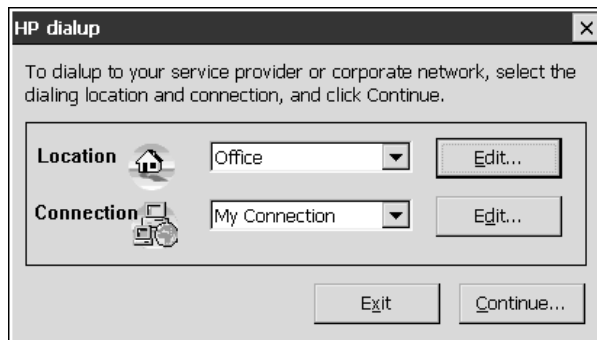 HP dialup
To dialup to your service provider or corporate network, select the
dialing location and connection, and click Continue.
Location Office Edit...
Connection My Connection Edit...
Exit Continue...